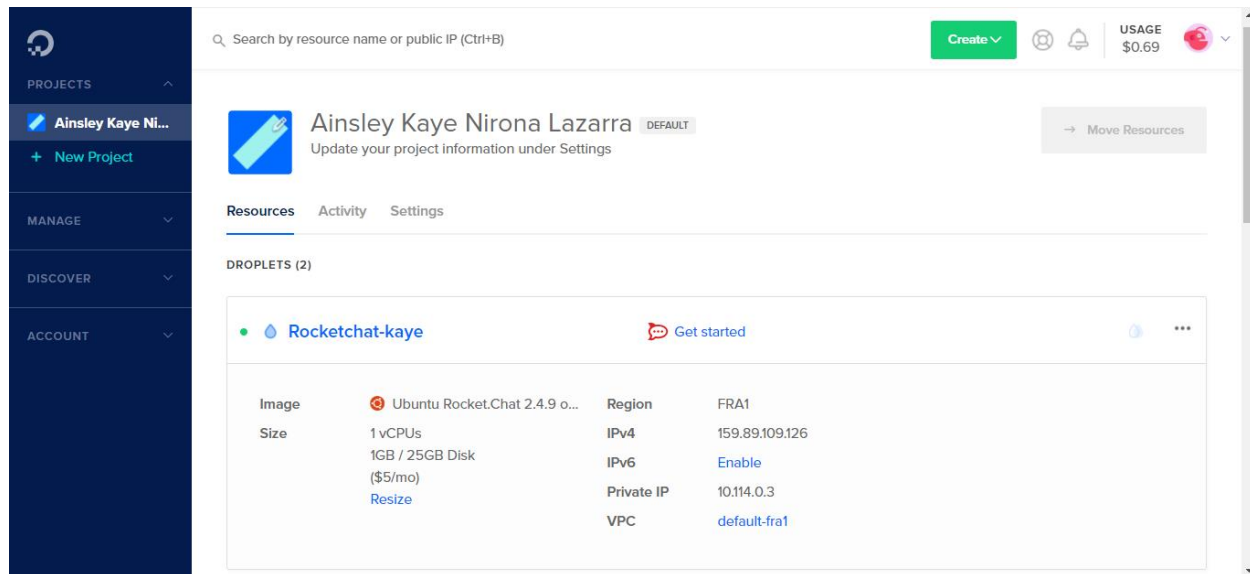 Search by resource name or public IP (Ctrl+B)
Create
USAGE
$0.69
PROJECTS
Ainsley Kaye Ni...
+ New Project
MANAGE
DISCOVER
ACCOUNT
Ainsley Kaye Nirona Lazarra DEFAULT
Update your project information under Settings
→ Move Resources
Resources Activity Settings
DROPLETS (2)
Rocketchat-kaye
Get started
Image Ubuntu Rocket.Chat 2.4.9 o...
Size 1 vCPUs
1GB / 25GB Disk
($5/mo)
Resize
Region FRA1
IPv4 159.89.109.126
IPv6 Enable
Private IP 10.114.0.3
VPC default-fra1